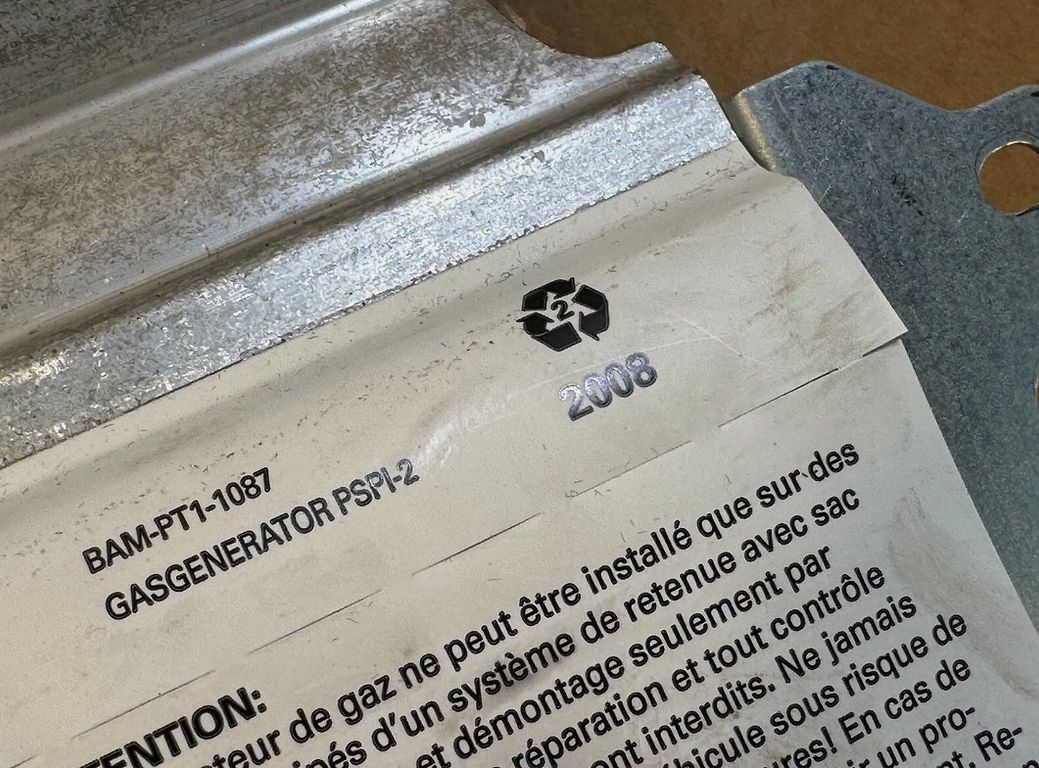 2
2008
BAM-PT1-1087
GASGENERATOR PSPI-2
TENTION:
ateur de gaz ne peut être installé que sur des
d'un système de retenue avec sac
et démontage seulement par
réparation et tout contrôle
interdits. Ne jamais
sous risque de
En cas de
un pro-
Re-